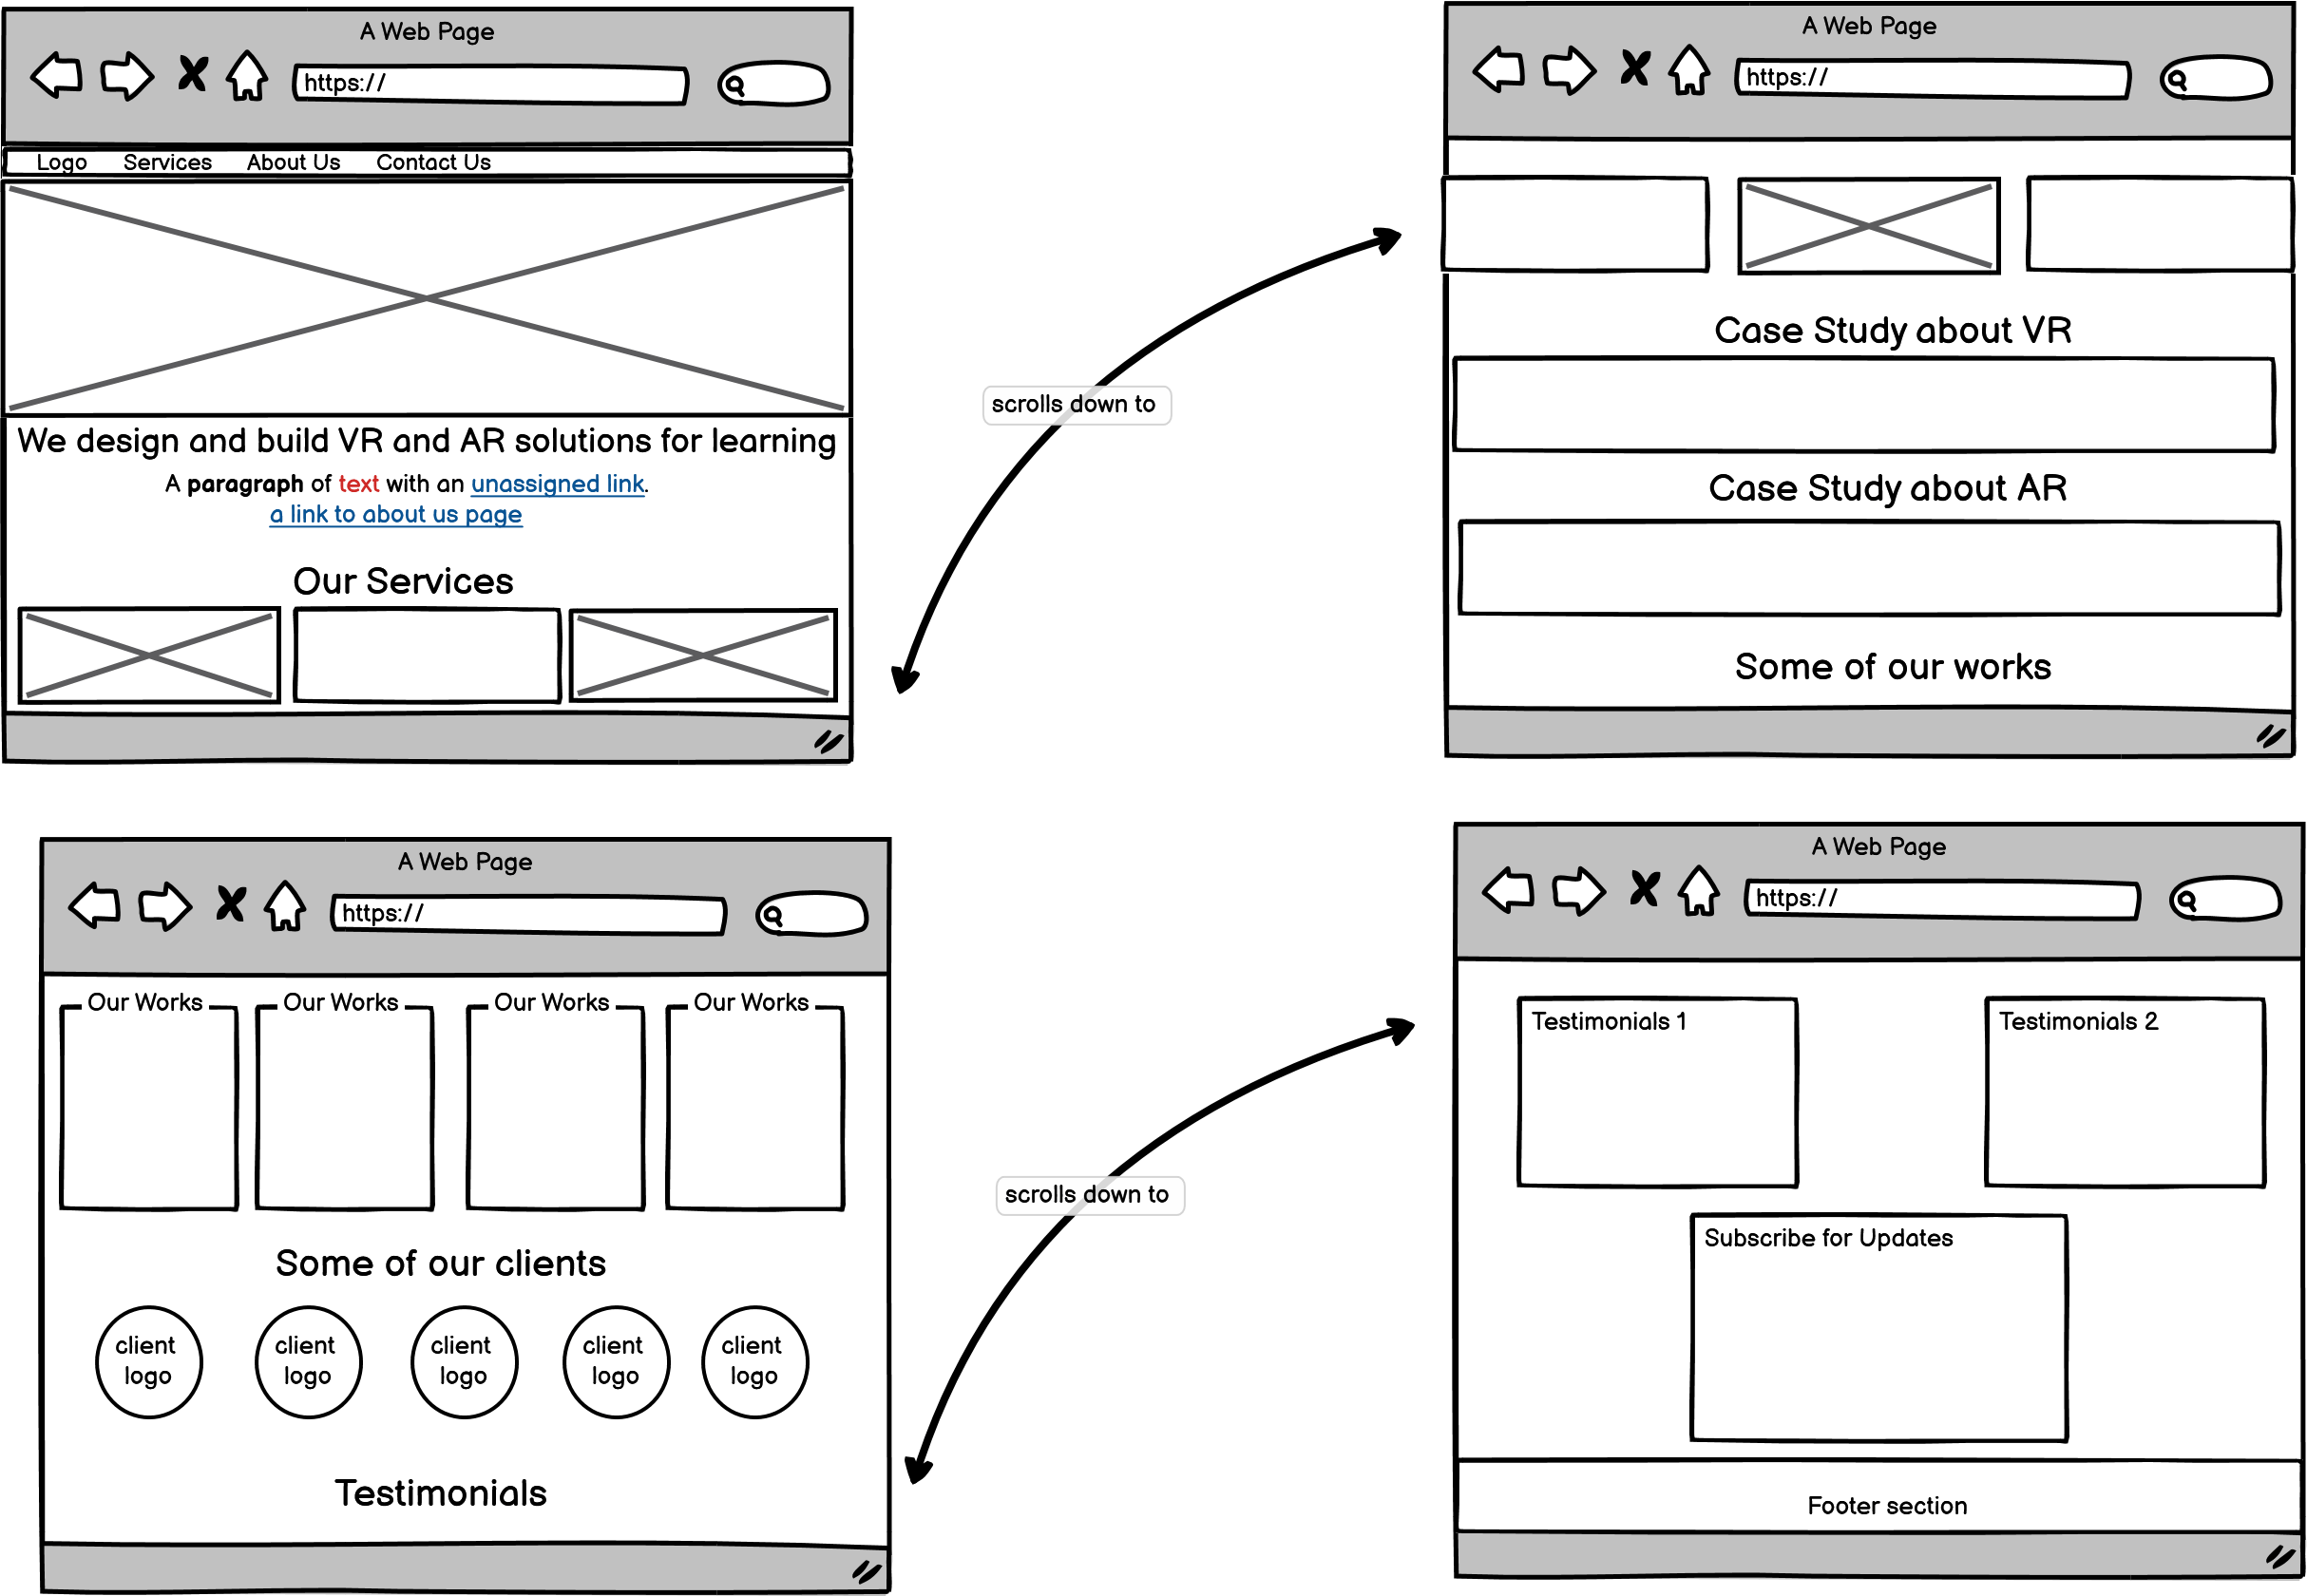 A Web Page
https://
Logo Services About Us Contact Us
We design and build VR and AR solutions for learning
A paragraph of text with an unassigned link.
a link to about us page
Our Services
scrolls down to
A Web Page
https://
Case Study about VR
Case Study about AR
Some of our works
A Web Page
https://
Our Works Our Works Our Works Our Works
Some of our clients
client
logo
client
logo
client
logo
client
logo
client
logo
Testimonials
scrolls down to
A Web Page
https://
Testimonials 1
Testimonials 2
Subscribe for Updates
Footer section